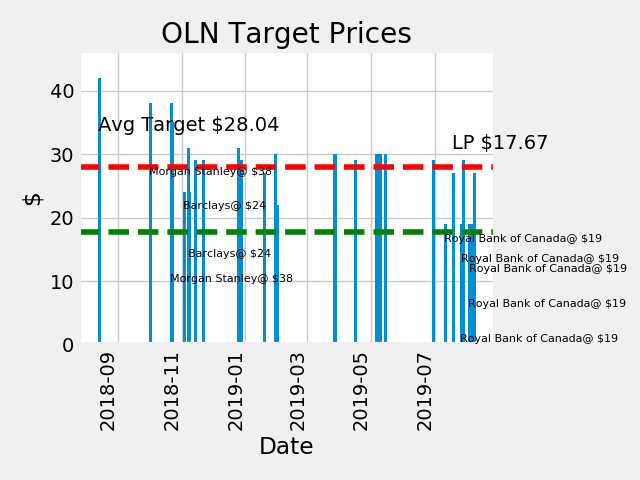 OLN Target Prices
Avg Target $28.04
LP $17.67
Morgan Stanley@ $38
Barclays@ $24
Barclays@ $24
Morgan Stanley@ $38
Royal Bank of Canada@ $19
Royal Bank of Canada@ $19
Royal Bank of Canada@ $19
Royal Bank of Canada@ $19
Royal Bank of Canada@ $19
$
40
30
20
10
0
2018-09
2018-11
2019-01
2019-03
2019-05
2019-07
Date